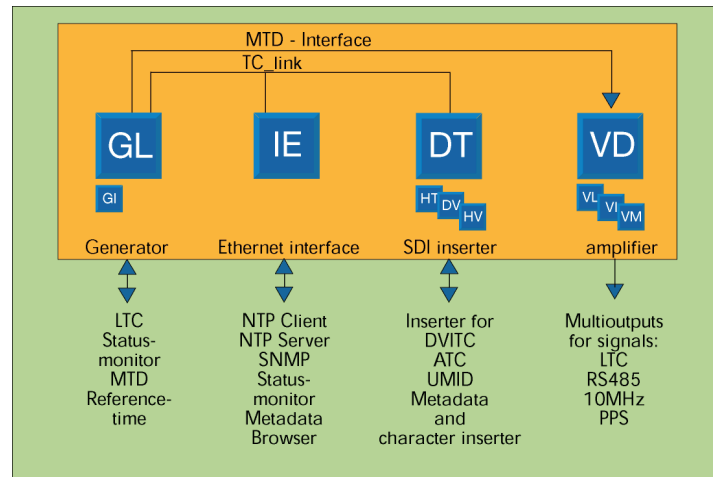 MTD - Interface
TC_link
GL
IE
DT
VD
GI
HT
DV
HV
VL
VI
VM
Generator
Ethernet interface
SDI inserter
amplifier
LTC
Status-
monitor
MTD
Reference-
time
NTP Client
NTP Server
SNMP
Status-
monitor
Metadata
Browser
Inserter for
DVITC
ATC
UMID
Metadata
and
character inserter
Multioutputs
for signals:
LTC
RS485
10MHz
PPS